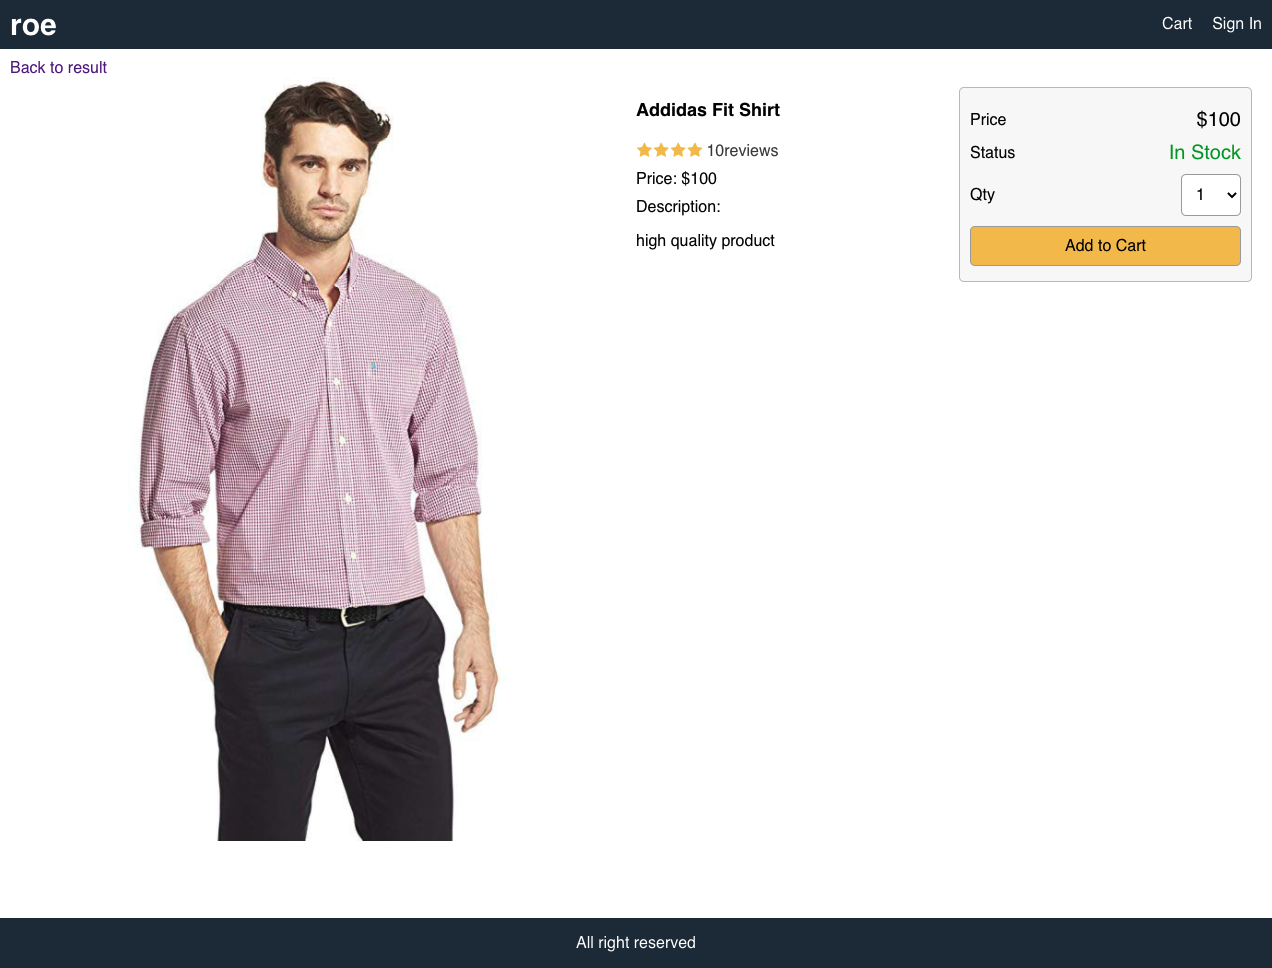 roe
Cart
Sign In
Back to result
Addidas Fit Shirt
10reviews
Price: $100
Description:
high quality product
Price
$100
Status
In Stock
Qty
1
Add to Cart
All right reserved